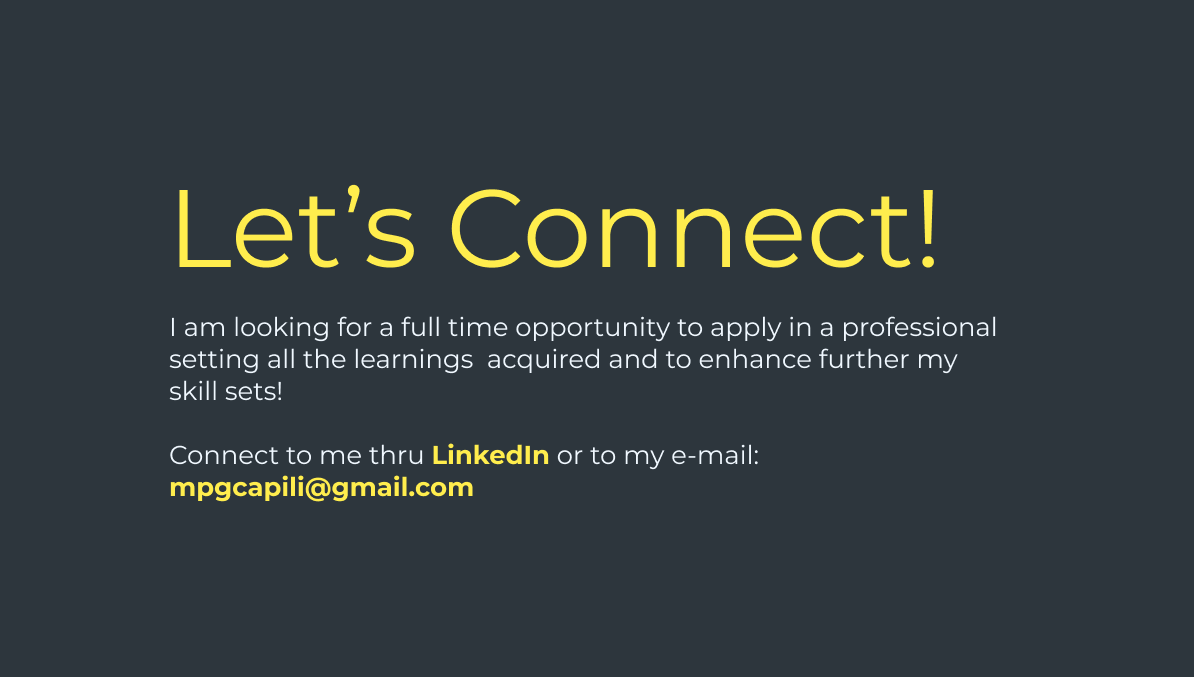 Let’s Connect!
I am looking for a full time opportunity to apply in a professional
setting all the learnings  acquired and to enhance further my
skill sets!
Connect to me thru LinkedIn or to my e-mail:
mpgcapili@gmail.com